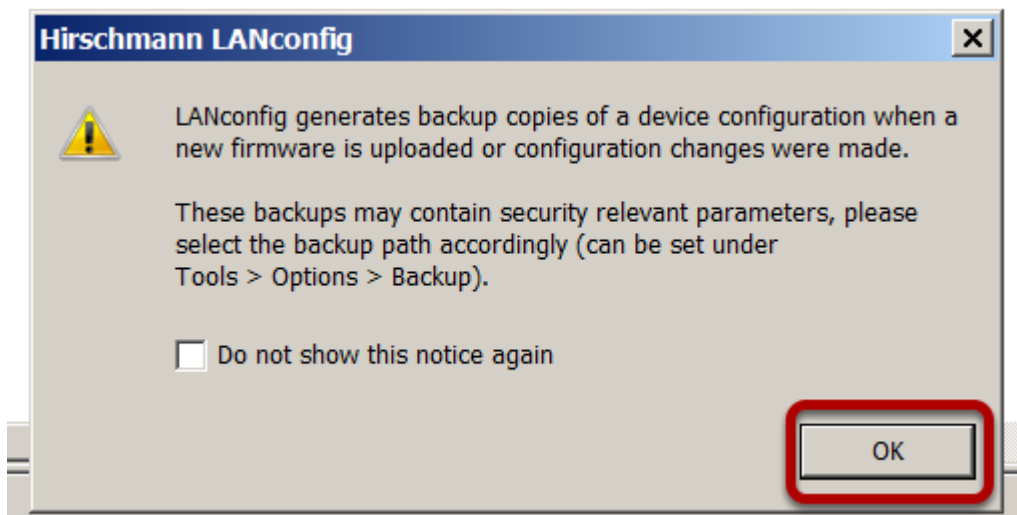 Hirschmann LANconfig
LANconfig generates backup copies of a device configuration when a
new firmware is uploaded or configuration changes were made.
These backups may contain security relevant parameters, please
select the backup path accordingly (can be set under
Tools > Options > Backup).
Do not show this notice again
OK